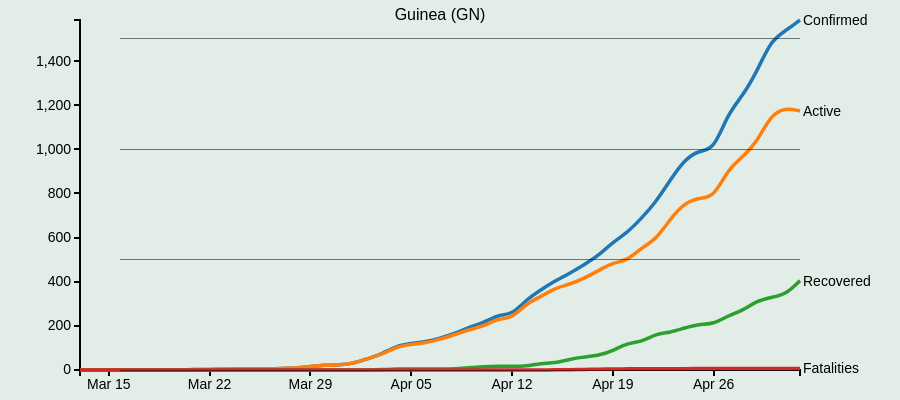 Guinea (GN)
Confirmed
1,400
1,200
Active
1,000
800
600
400
Recovered
200
0
Fatalities
Mar 15 Mar 22 Mar 29 Apr 05 Apr 12 Apr 19 Apr 26